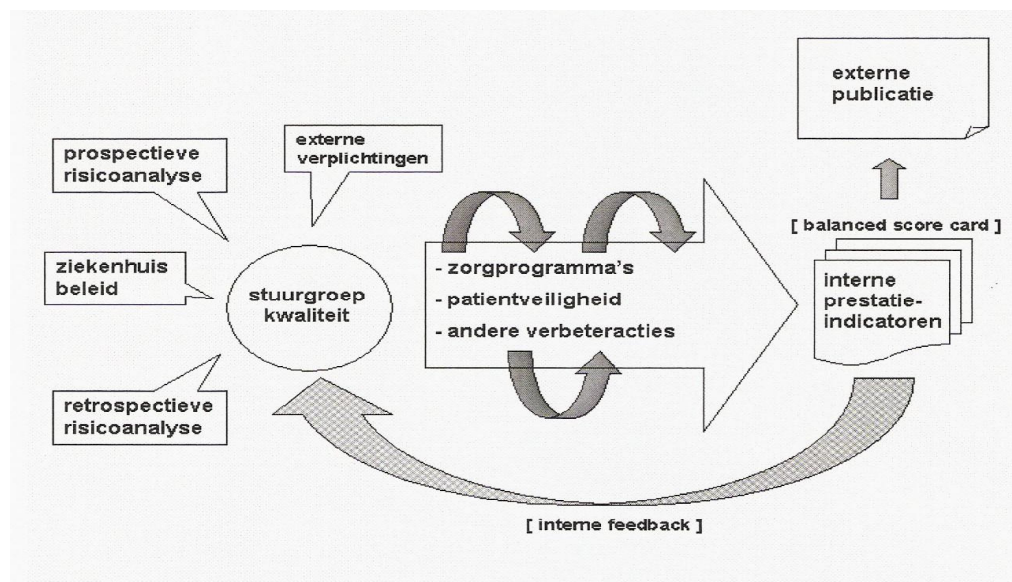 externe
publicatie
externe
verplichtingen
prospectieve
risicoanalyse
[ balanced score card ]
ziekenhuis
beleid
- zorgprogramma's
- patientveiligheid
- andere verbeteracties
stuurgroep
kwaliteit
interne
prestatie-
indicatoren
retrospectieve
risicoanalyse
[ interne feedback ]